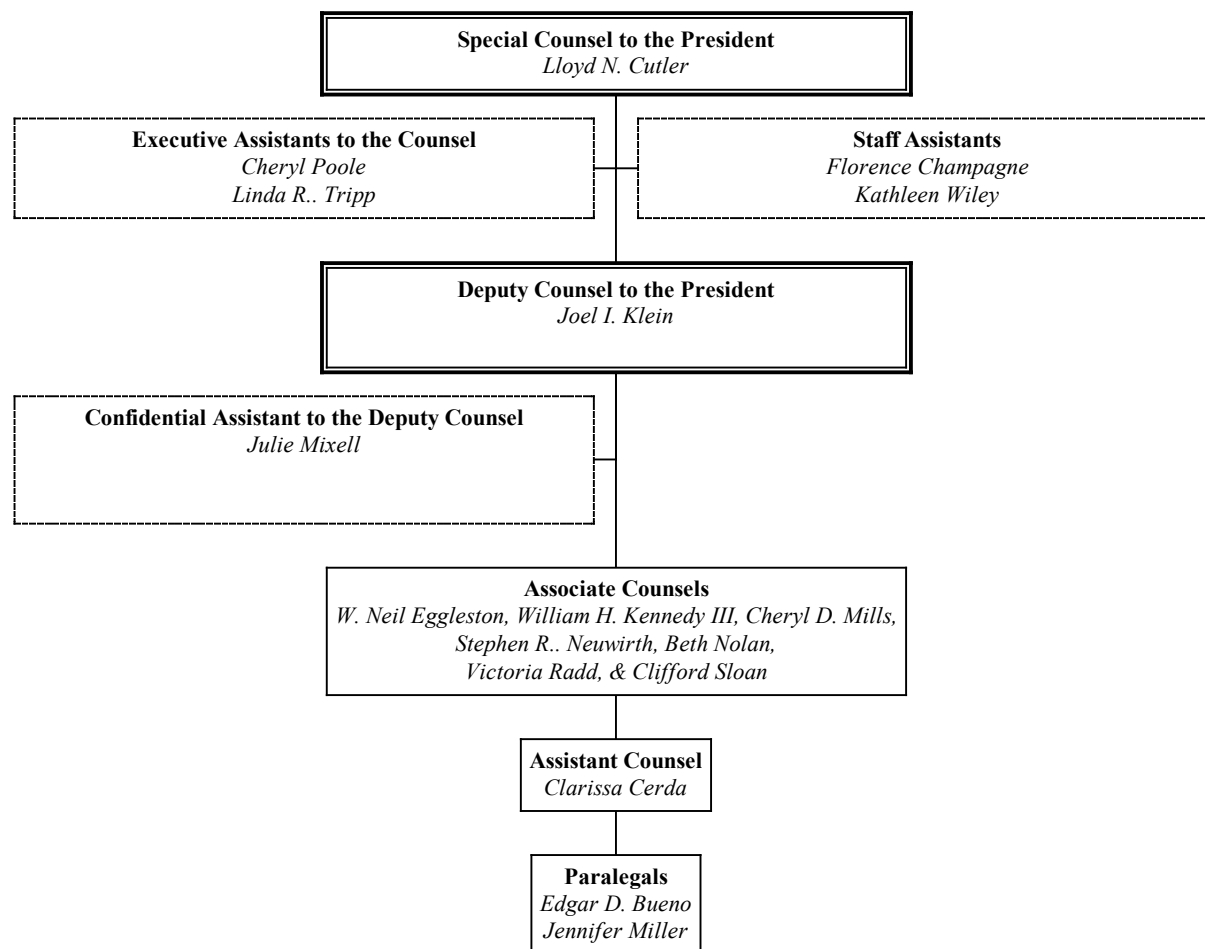 Special Counsel to the President
Lloyd N. Cutler
Executive Assistants to the Counsel
Cheryl Poole
Linda R.. Tripp
Staff Assistants
Florence Champagne
Kathleen Wiley
Deputy Counsel to the President
Joel I. Klein
Confidential Assistant to the Deputy Counsel
Julie Mixell
Associate Counsels
W. Neil Eggleston, William H. Kennedy III, Cheryl D. Mills,
Stephen R.. Neuwirth, Beth Nolan,
Victoria Radd, & Clifford Sloan
Assistant Counsel
Clarissa Cerda
Paralegals
Edgar D. Bueno
Jennifer Miller